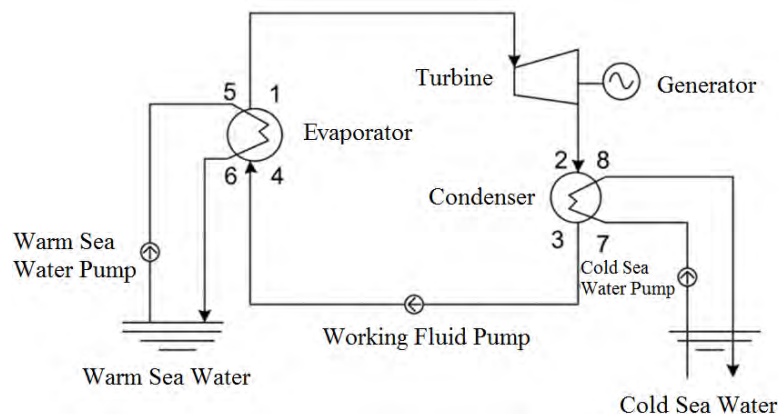 Turbine
Generator
5 1
Evaporator
6 4
2 8
Condenser
3 7
Warm Sea
Water Pump
Cold Sea
Water Pump
Working Fluid Pump
Warm Sea Water
Cold Sea Water